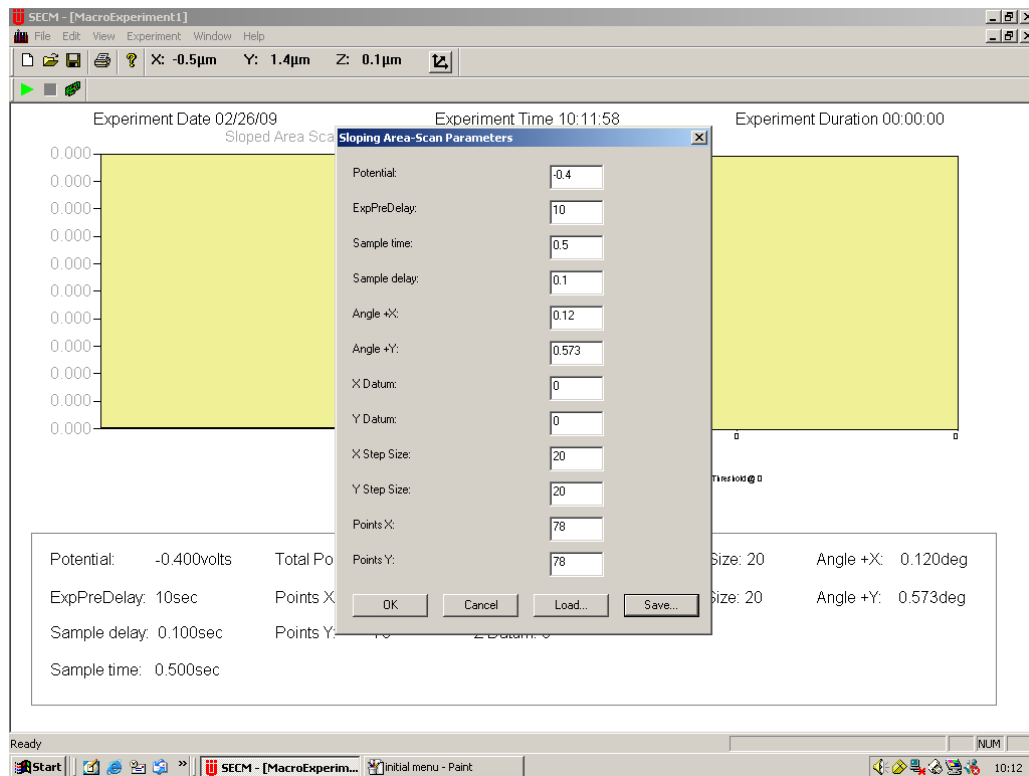 SECM - [MacroExperiment1]
File Edit View Experiment Window Help
X: -0.5µm Y: 1.4µm Z: 0.1µm
Experiment Date 02/26/09 Experiment Time 10:11:58 Experiment Duration 00:00:00
Sloped Area Sca
Sloping Area-Scan Parameters
0.000
0.000
0.000
0.000
0.000
0.000
0.000
0.000
0.000
0.000
0.000
Potential: -0.4
ExpPreDelay: 10
Sample time: 0.5
Sample delay: 0.1
Angle +X: 0.12
Angle +Y: 0.573
X Datum: 0
Y Datum: 0
X Step Size: 20
Y Step Size: 20
Points X: 78
Points Y: 78
OK Cancel Load... Save...
Threshold@ 0
Potential: -0.400volts Total Po Size: 20 Angle +X: 0.120deg
ExpPreDelay: 10sec Points X Size: 20 Angle +Y: 0.573deg
Sample delay: 0.100sec Points Y: Z Datum: 0
Sample time: 0.500sec
Ready NUM
Start SECM - [MacroExperim... initial menu - Paint 10:12